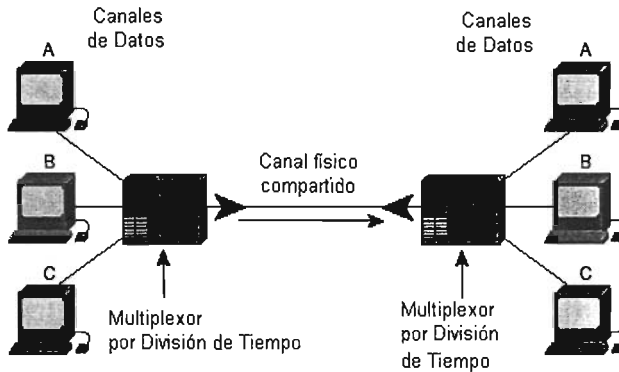 Canales
de Datos
A
B
C
Canal físico
compartido
Multiplexor
por División de Tiempo
Canales
de Datos
A
B
C
Multiplexor
por División
de Tiempo